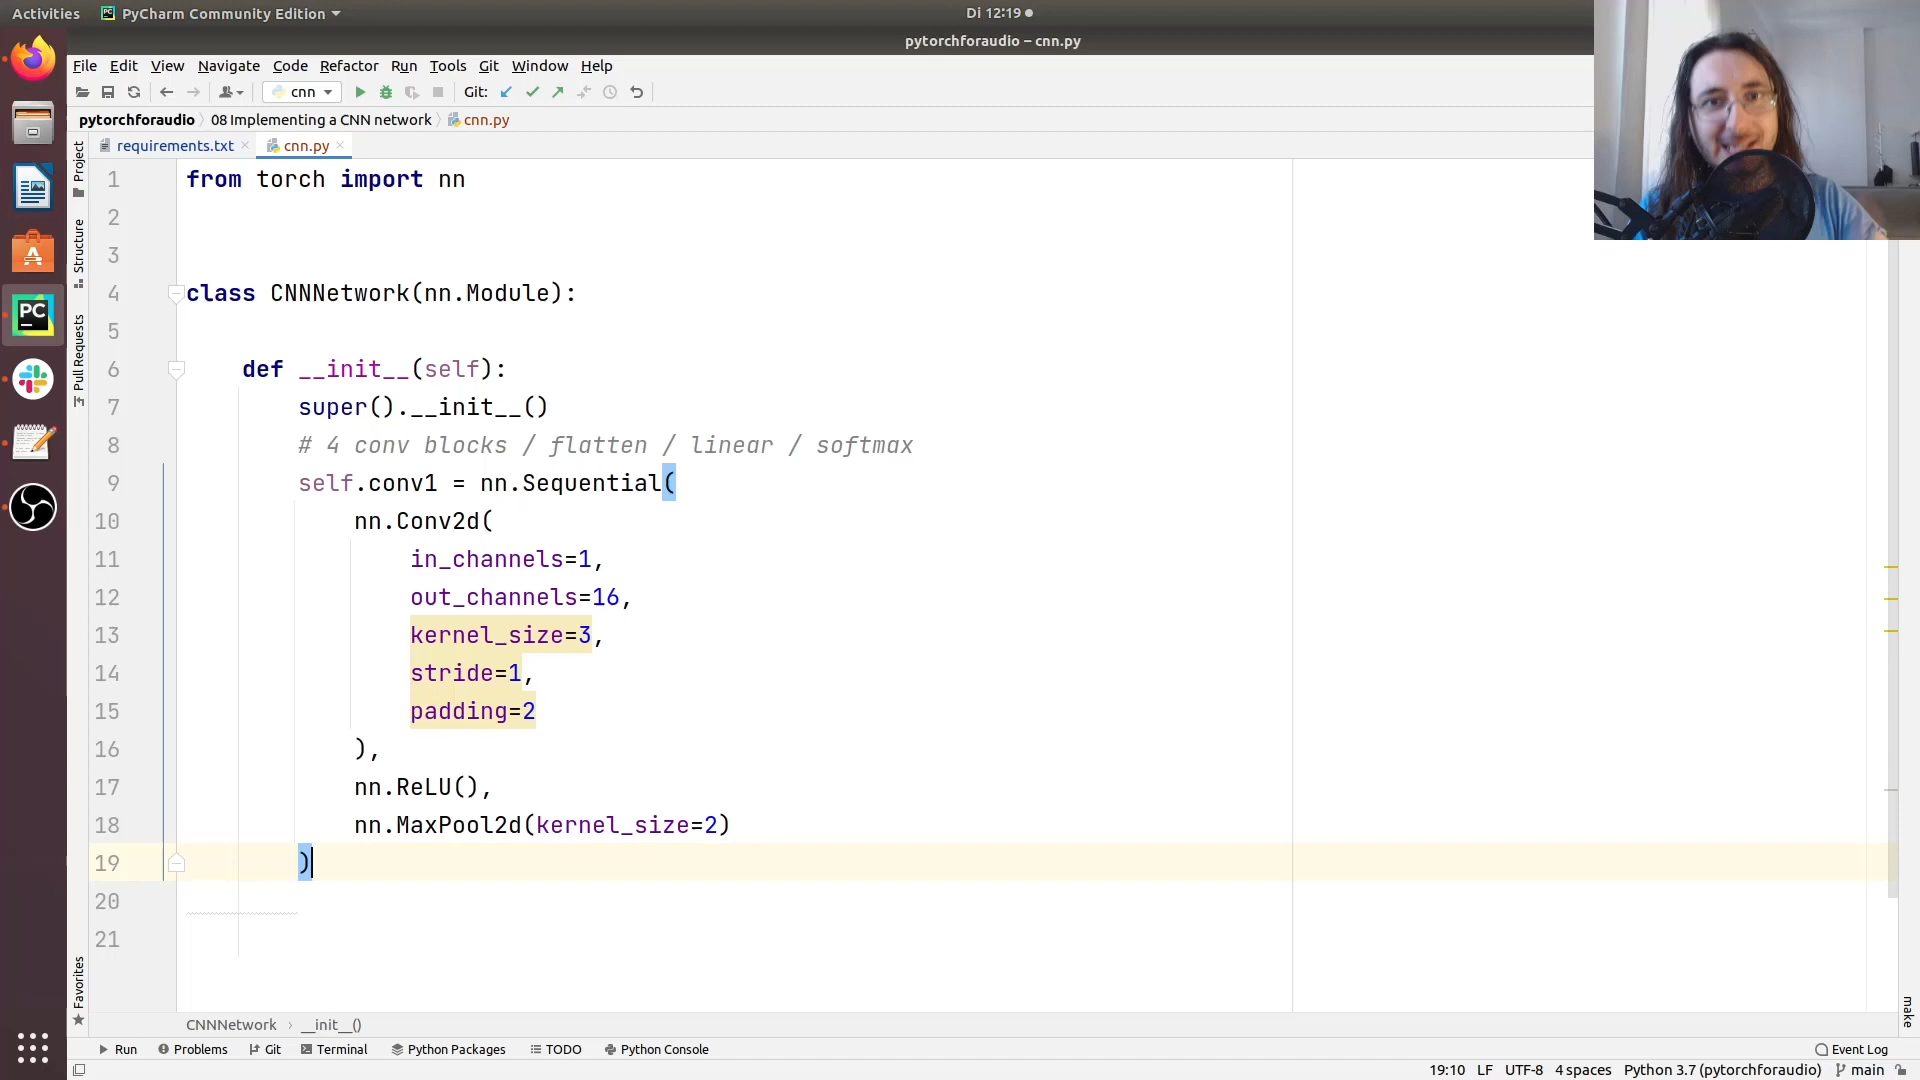 Activities
PyCharm Community Edition
Di 12:19
pytorchforaudio – cnn.py
File Edit View Navigate Code Refactor Run Tools Git Window Help
cnn
Git:
pytorchforaudio 08 Implementing a CNN network cnn.py
requirements.txt
cnn.py
Project
Structure
Pull Requests
Favorites
1 from torch import nn
2
3
4 class CNNNetwork(nn.Module):
5
6 def __init__(self):
7 super().__init__()
8 # 4 conv blocks / flatten / linear / softmax
9 self.conv1 = nn.Sequential(
10 nn.Conv2d(
11 in_channels=1,
12 out_channels=16,
13 kernel_size=3,
14 stride=1,
15 padding=2
16 ),
17 nn.ReLU(),
18 nn.MaxPool2d(kernel_size=2)
19 )
20
21
make
CNNNetwork › __init__()
Run Problems Git Terminal Python Packages TODO Python Console Event Log
19:10 LF UTF-8 4 spaces Python 3.7 (pytorchforaudio) main
PC